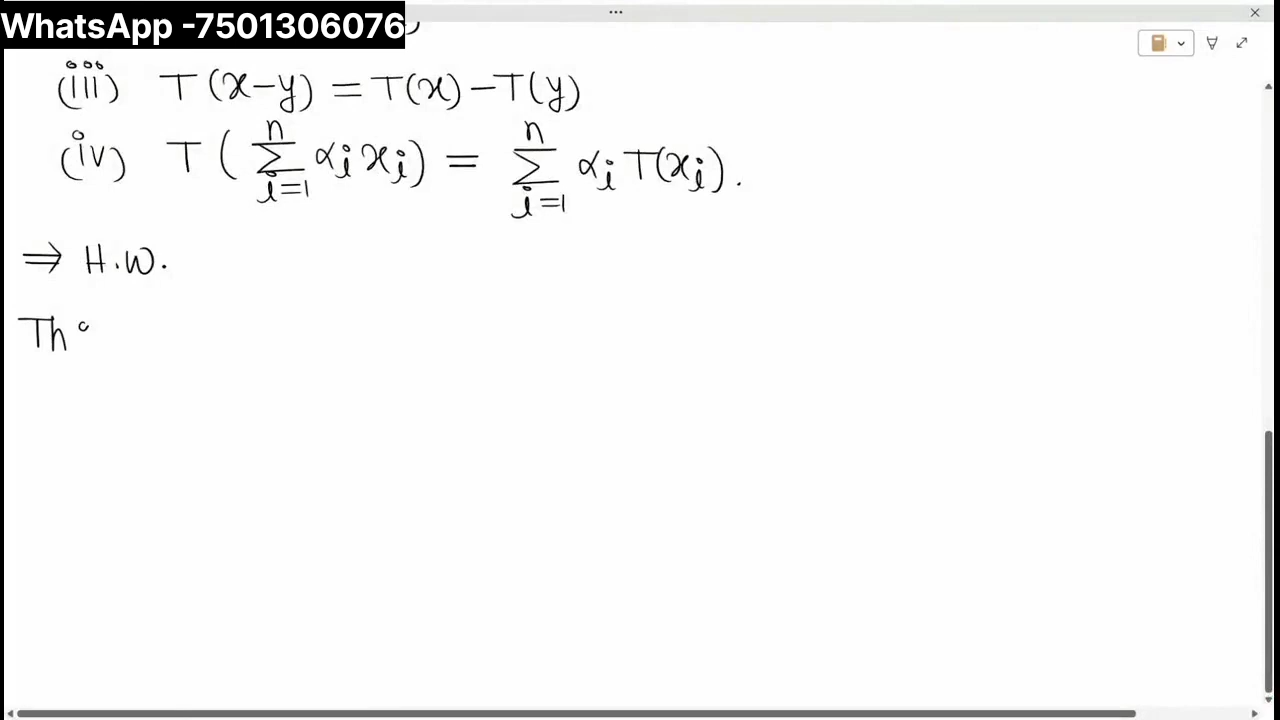 WhatsApp -7501306076
(iii) T(x-y) = T(x) - T(y)
(iv) T( ∑_{i=1}^{n} α_i x_i ) = ∑_{i=1}^{n} α_i T(x_i).
⇒ H.W.
Th